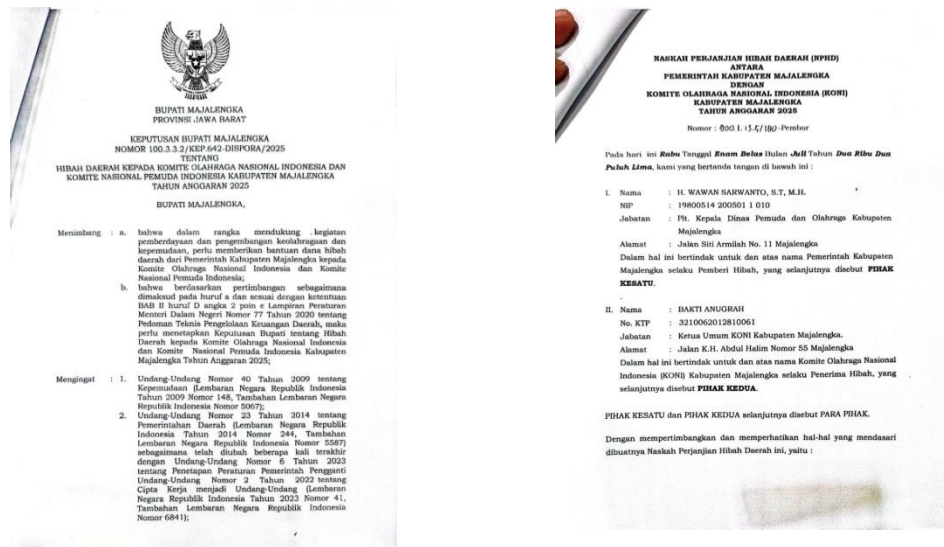 BUPATI MAJALENGKA
PROVINSI JAWA BARAT
KEPUTUSAN BUPATI MAJALENGKA
NOMOR 100.3.3.2/KEP.642-DISPORA/2025
TENTANG
HIBAH DAERAH KEPADA KOMITE OLAHRAGA NASIONAL INDONESIA DAN
KOMITE NASIONAL PEMUDA INDONESIA KABUPATEN MAJALENGKA
TAHUN ANGGARAN 2025
BUPATI MAJALENGKA,
Menimbang : a. bahwa dalam rangka mendukung kegiatan
pemberdayaan dan pengembangan keolahragaan dan
kepemudaan, perlu memberikan bantuan dana hibah
daerah dari Pemerintah Kabupaten Majalengka kepada
Komite Olahraga Nasional Indonesia dan Komite
Nasional Pemuda Indonesia;
b. bahwa berdasarkan pertimbangan sebagaimana
dimaksud pada huruf a dan sesuai dengan ketentuan
BAB II huruf D angka 2 poin e Lampiran Peraturan
Menteri Dalam Negeri Nomor 77 Tahun 2020 tentang
Pedoman Teknis Pengelolaan Keuangan Daerah, maka
perlu menetapkan Keputusan Bupati tentang Hibah
Daerah kepada Komite Olahraga Nasional Indonesia
dan Komite Nasional Pemuda Indonesia Kabupaten
Majalengka Tahun Anggaran 2025;
Mengingat : 1. Undang-Undang Nomor 40 Tahun 2009 tentang
Kepemudaan (Lembaran Negara Republik Indonesia
Tahun 2009 Nomor 148, Tambahan Lembaran Negara
Republik Indonesia Nomor 5067);
2. Undang-Undang Nomor 23 Tahun 2014 tentang
Pemerintahan Daerah (Lembaran Negara Republik
Indonesia Tahun 2014 Nomor 244, Tambahan
Lembaran Negara Republik Indonesia Nomor 5587)
sebagaimana telah diubah beberapa kali terakhir
dengan Undang-Undang Nomor 6 Tahun 2023
tentang Penetapan Peraturan Pemerintah Pengganti
Undang-Undang Nomor 2 Tahun 2022 tentang
Cipta Kerja menjadi Undang-Undang (Lembaran
Negara Republik Indonesia Tahun 2023 Nomor 41,
Tambahan Lembaran Negara Republik Indonesia
Nomor 6841);
NASKAH PERJANJIAN HIBAH DAERAH (NPHD)
ANTARA
PEMERINTAH KABUPATEN MAJALENGKA
DENGAN
KOMITE OLAHRAGA NASIONAL INDONESIA (KONI)
KABUPATEN MAJALENGKA
TAHUN ANGGARAN 2025
Nomor :
Pada hari ini Rabu Tanggal Enam Belas Bulan Juli Tahun Dua Ribu Dua
Puluh Lima, kami yang bertanda tangan di bawah ini :
I. Nama : H. WAWAN SARWANTO, S.T, M.H.
NIP : 19800514 200501 1 010
Jabatan : Plt. Kepala Dinas Pemuda dan Olahraga Kabupaten
Majalengka
Alamat : Jalan Siti Armilah No. 11 Majalengka
Dalam hal ini bertindak untuk dan atas nama Pemerintah Kabupaten
Majalengka selaku Pemberi Hibah, yang selanjutnya disebut PIHAK
KESATU.
II. Nama : BAKTI ANUGRAH
No. KTP : 3210062012810061
Jabatan : Ketua Umum KONI Kabupaten Majalengka.
Alamat : Jalan K.H. Abdul Halim Nomor 55 Majalengka
Dalam hal ini bertindak untuk dan atas nama Komite Olahraga Nasional
Indonesia (KONI) Kabupaten Majalengka selaku Penerima Hibah, yang
selanjutnya disebut PIHAK KEDUA.
PIHAK KESATU dan PIHAK KEDUA selanjutnya disebut PARA PIHAK.
Dengan mempertimbangkan dan memperhatikan hal-hal yang mendasari
dibuatnya Naskah Perjanjian Hibah Daerah ini, yaitu :